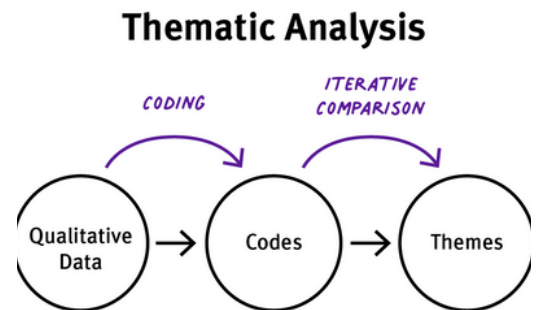 Thematic Analysis
CODING
ITERATIVE
COMPARISON
Qualitative
Data
Codes
Themes